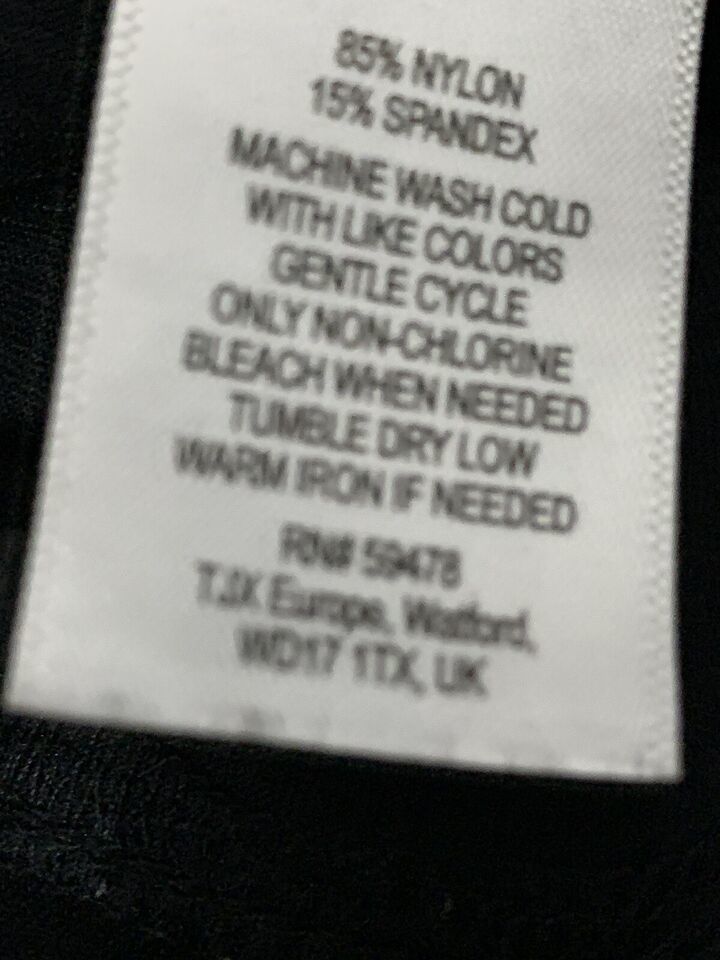 85% NYLON
15% SPANDEX
MACHINE WASH COLD
WITH LIKE COLORS
GENTLE CYCLE
ONLY NON-CHLORINE
BLEACH WHEN NEEDED
TUMBLE DRY LOW
WARM IRON IF NEEDED
RN# 59478
TJX Europe, Watford,
WD17 1TX, UK